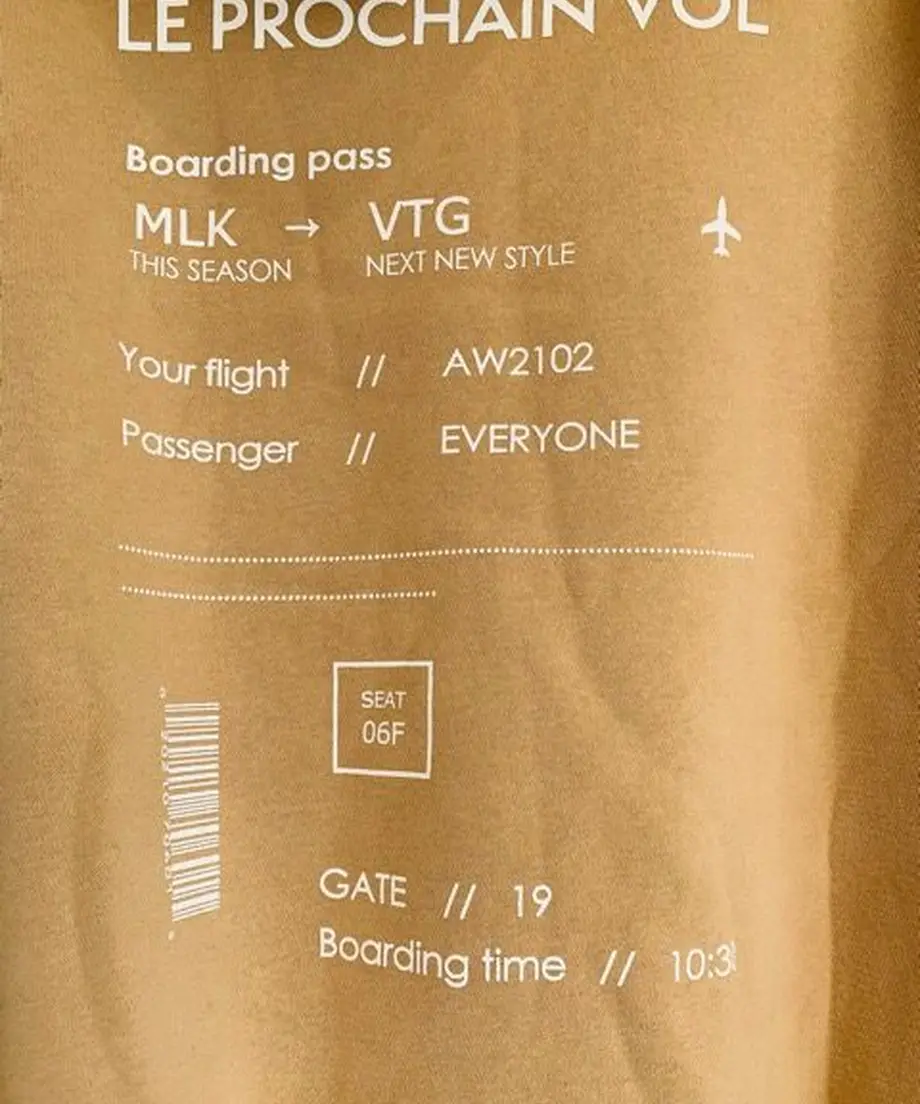 LE PROCHAIN VOL
Boarding pass
MLK → VTG
THIS SEASON NEXT NEW STYLE
Your flight // AW2102
Passenger // EVERYONE
SEAT
06F
GATE // 19
Boarding time //